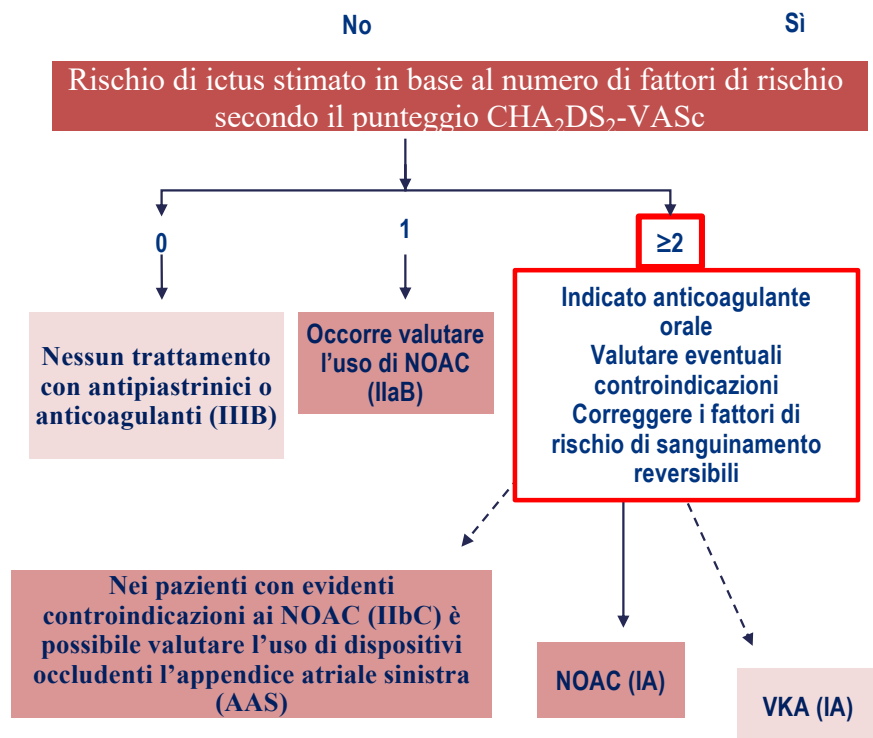 No
Sì
Rischio di ictus stimato in base al numero di fattori di rischio
secondo il punteggio CHA₂DS₂-VASc
0
1
≥2
Nessun trattamento
con antipiastrinici o
anticoagulanti (IIIB)
Occorre valutare
l’uso di NOAC
(IIaB)
Indicato anticoagulante
orale
Valutare eventuali
controindicazioni
Correggere i fattori di
rischio di sanguinamento
reversibili
Nei pazienti con evidenti
controindicazioni ai NOAC (IIbC) è
possibile valutare l’uso di dispositivi
occludenti l’appendice atriale sinistra
(AAS)
NOAC (IA)
VKA (IA)